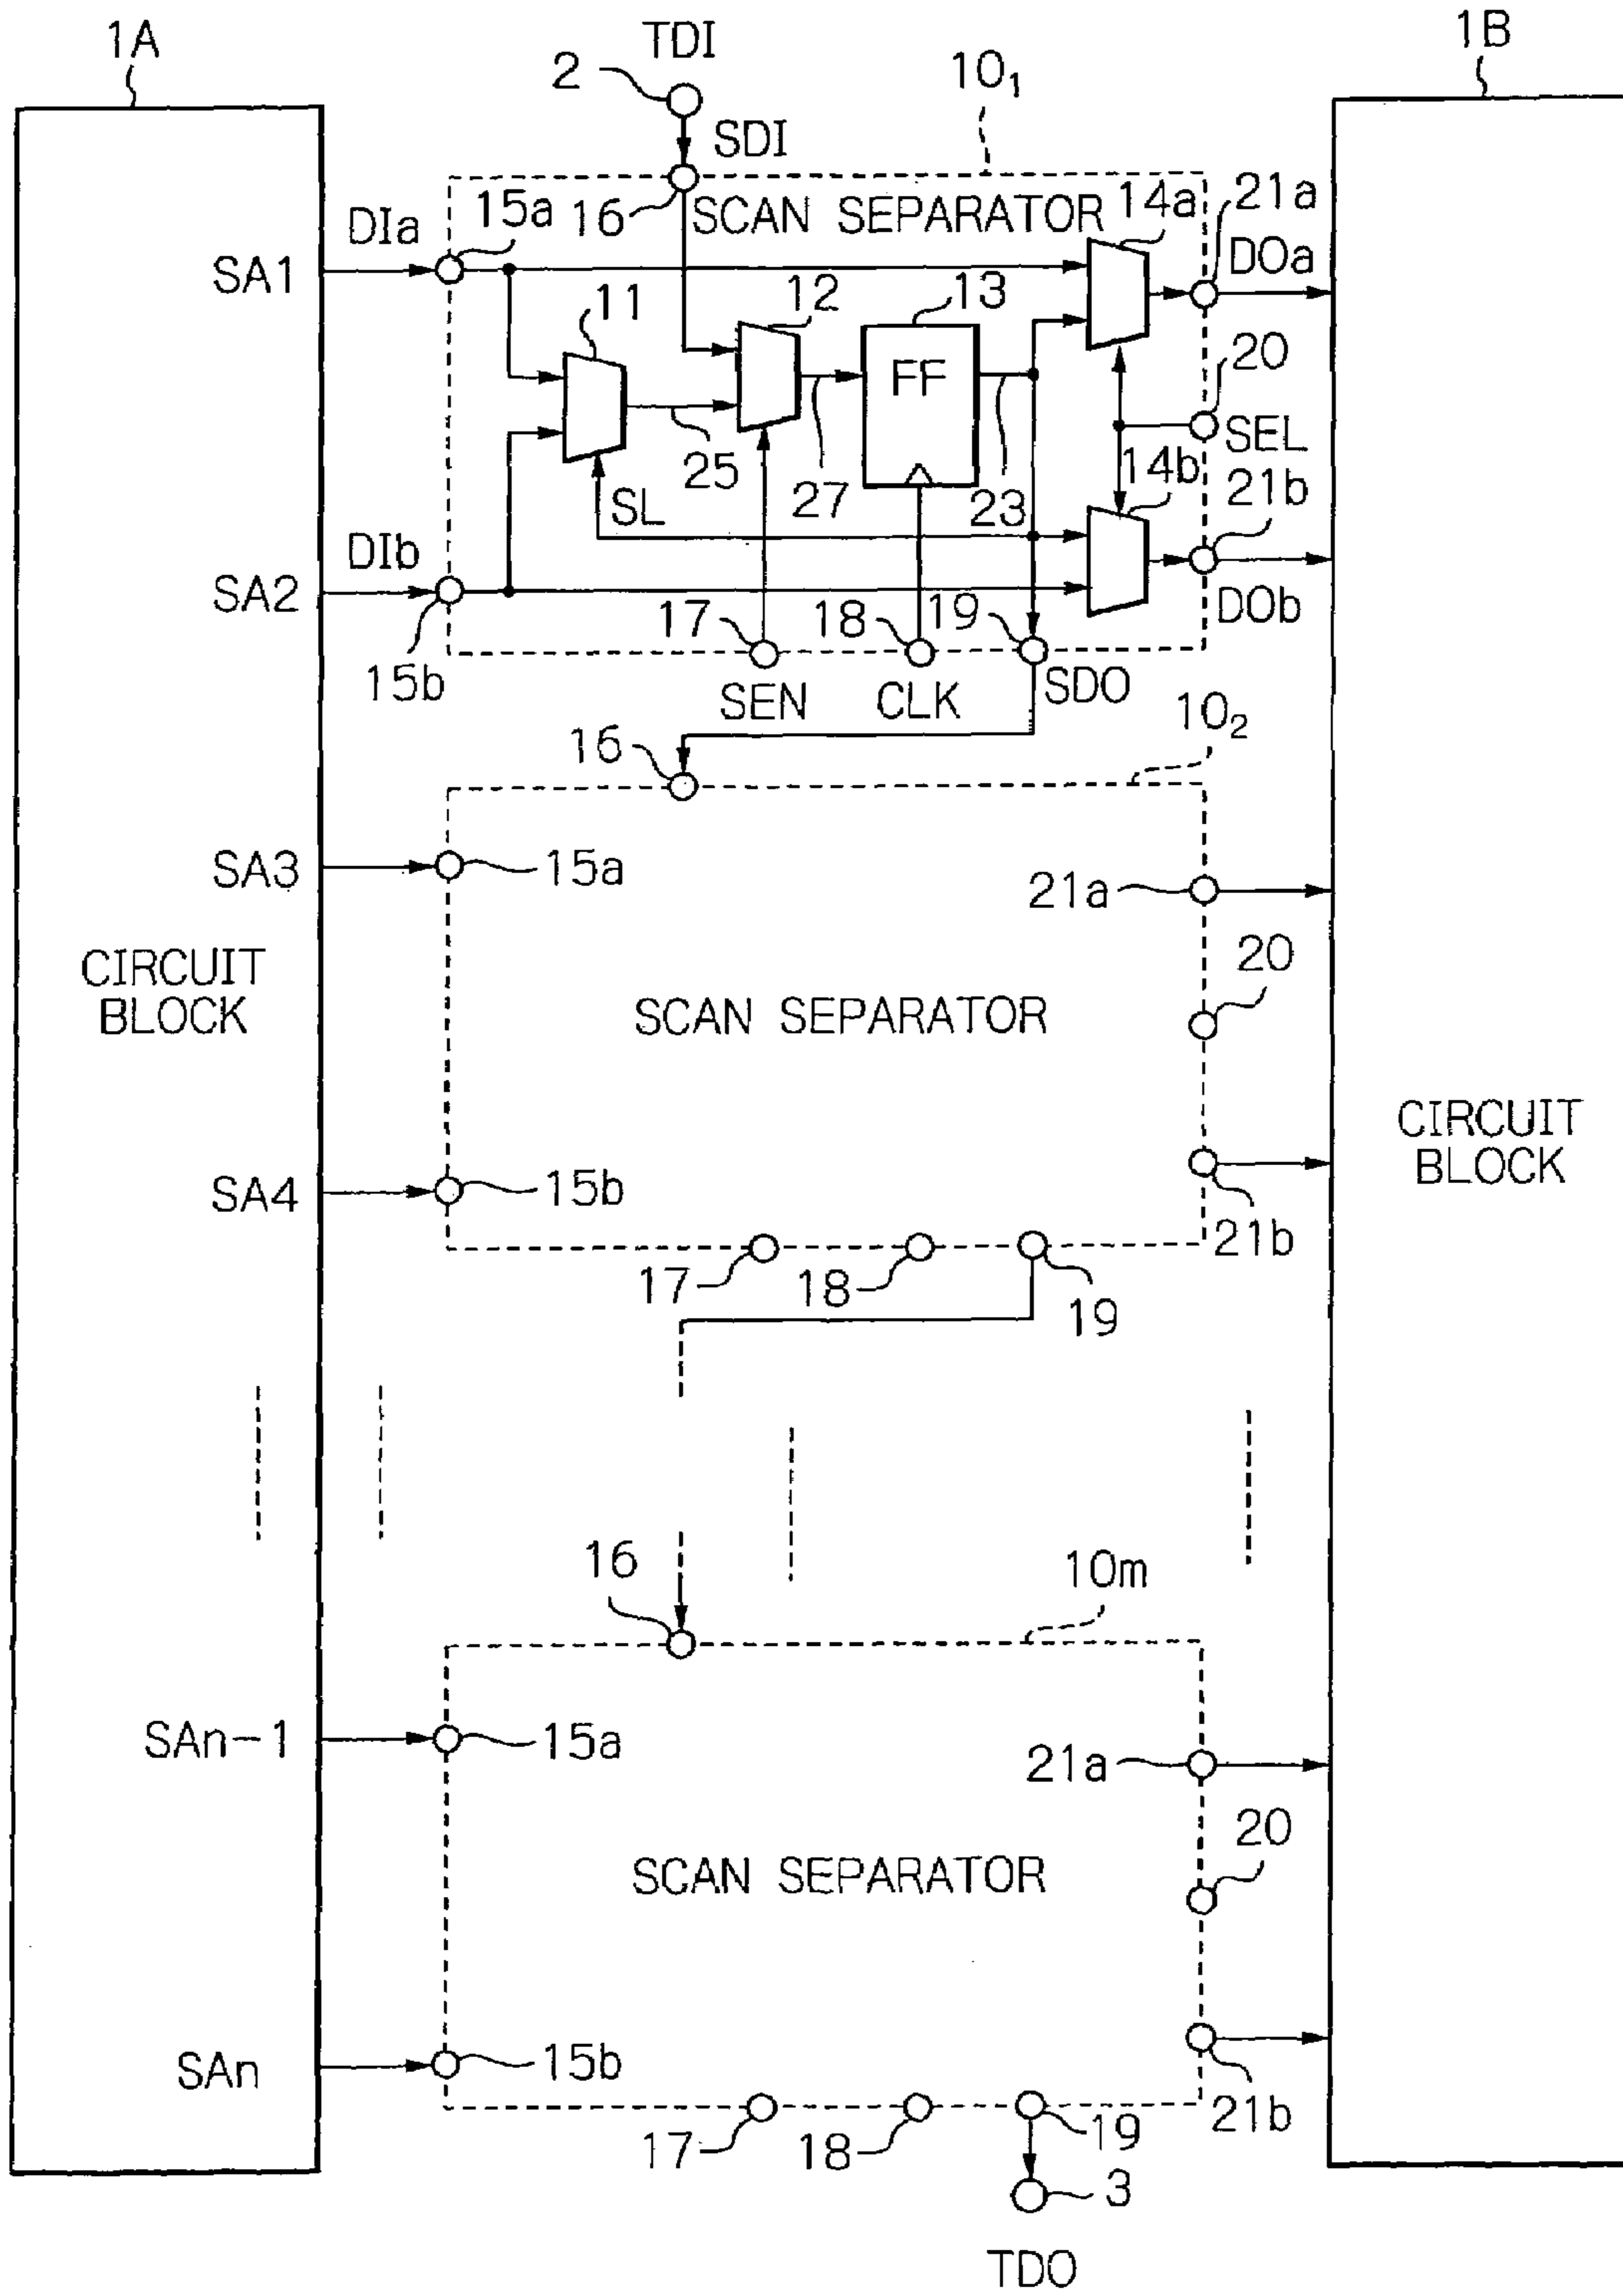 1A
TDI
2
10₁
1B
SDI
15a
16
SCAN SEPARATOR
14a
21a
DIa
DOa
SA1
11
12
13
FF
20
SEL
25
27
23
14b
21b
SL
DIb
SA2
17
18
19
DOb
15b
SEN
CLK
SDO
10₂
16
SA3
15a
21a
CIRCUIT
BLOCK
20
SCAN SEPARATOR
CIRCUIT
BLOCK
SA4
15b
21b
17
18
19
16
10m
SAn-1
15a
21a
20
SCAN SEPARATOR
SAn
15b
21b
17
18
19
3
TDO